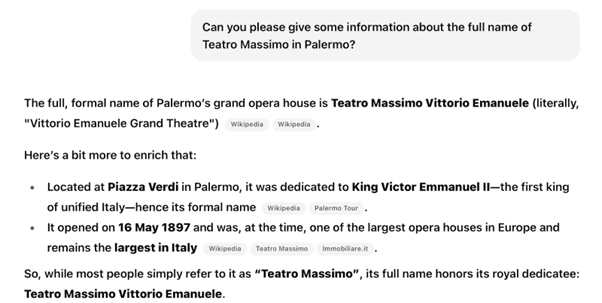 Can you please give some information about the full name of
Teatro Massimo in Palermo?
The full, formal name of Palermo's grand opera house is Teatro Massimo Vittorio Emanuele (literally,
"Vittorio Emanuele Grand Theatre") Wikipedia Wikipedia .
Here's a bit more to enrich that:
• Located at Piazza Verdi in Palermo, it was dedicated to King Victor Emmanuel II—the first king
of unified Italy—hence its formal name Wikipedia Palermo Tour .
• It opened on 16 May 1897 and was, at the time, one of the largest opera houses in Europe and
remains the largest in Italy Wikipedia Teatro Massimo Immobiliare.it .
So, while most people simply refer to it as “Teatro Massimo”, its full name honors its royal dedicatee:
Teatro Massimo Vittorio Emanuele.